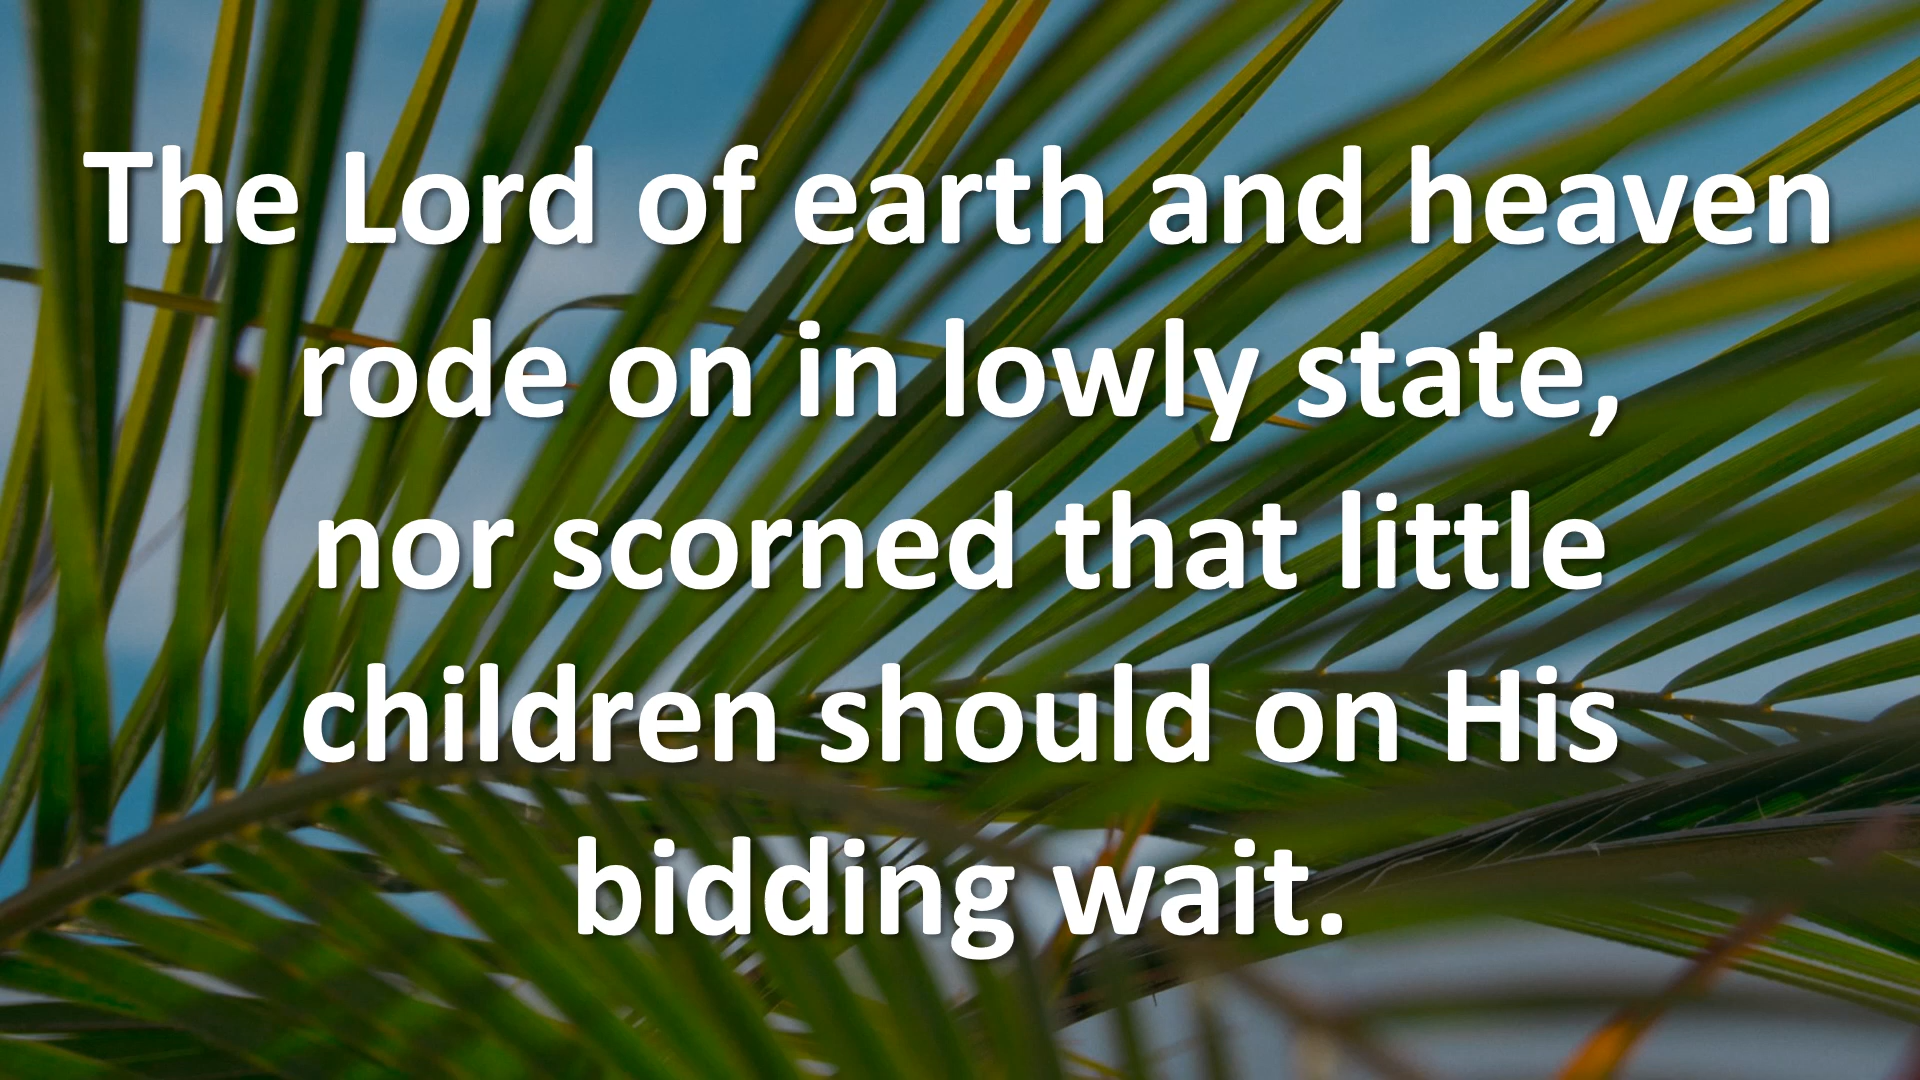 The Lord of earth and heaven
rode on in lowly state,
nor scorned that little
children should on His
bidding wait.